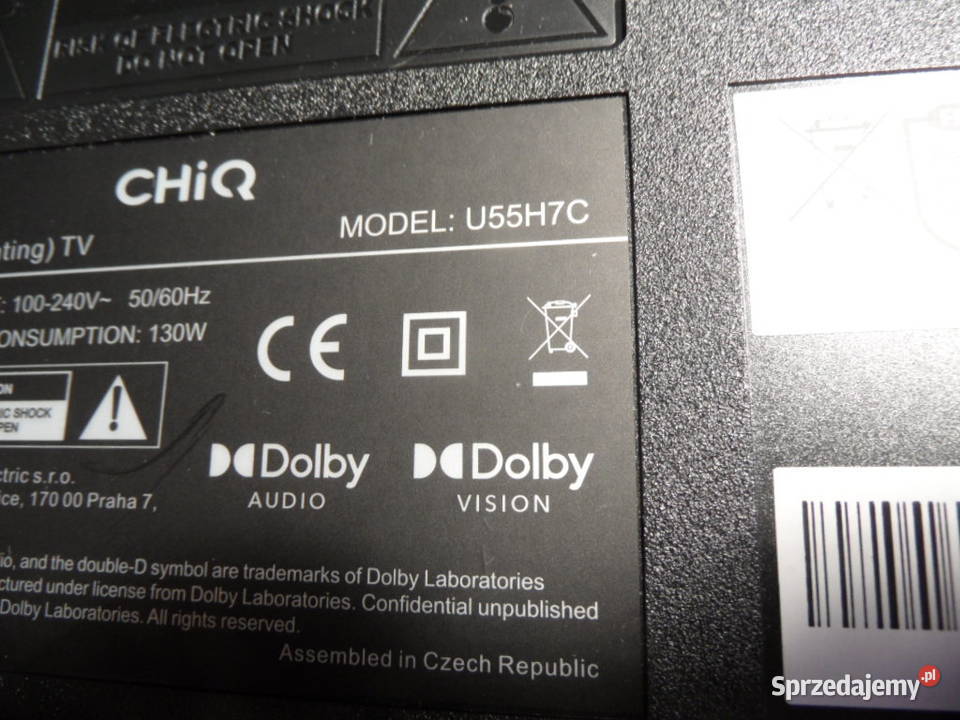 RISK OF ELECTRIC SHOCK
DO NOT OPEN
CHiQ
MODEL: U55H7C
ting) TV
: 100-240V~ 50/60Hz
ONSUMPTION: 130W
ON
IC SHOCK
PEN
CE
Dolby
AUDIO
Dolby
VISION
ctric s.r.o.
ice, 170 00 Praha 7,
io, and the double-D symbol are trademarks of Dolby Laboratories
ctured under license from Dolby Laboratories. Confidential unpublished
Dolby Laboratories. All rights reserved.
Assembled in Czech Republic
Sprzedajemy.pl